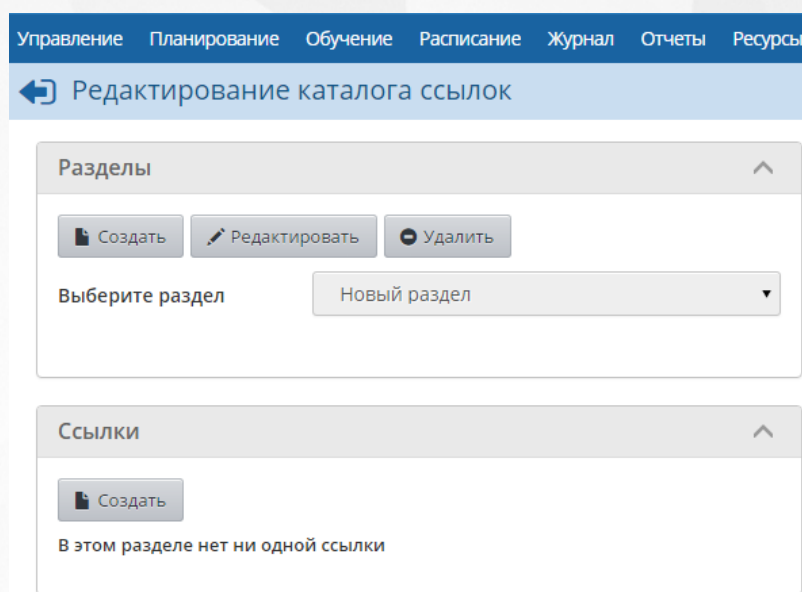 Управление Планирование Обучение Расписание Журнал Отчеты Ресурсы
Редактирование каталога ссылок
Разделы
Создать Редактировать Удалить
Выберите раздел Новый раздел
Ссылки
Создать
В этом разделе нет ни одной ссылки